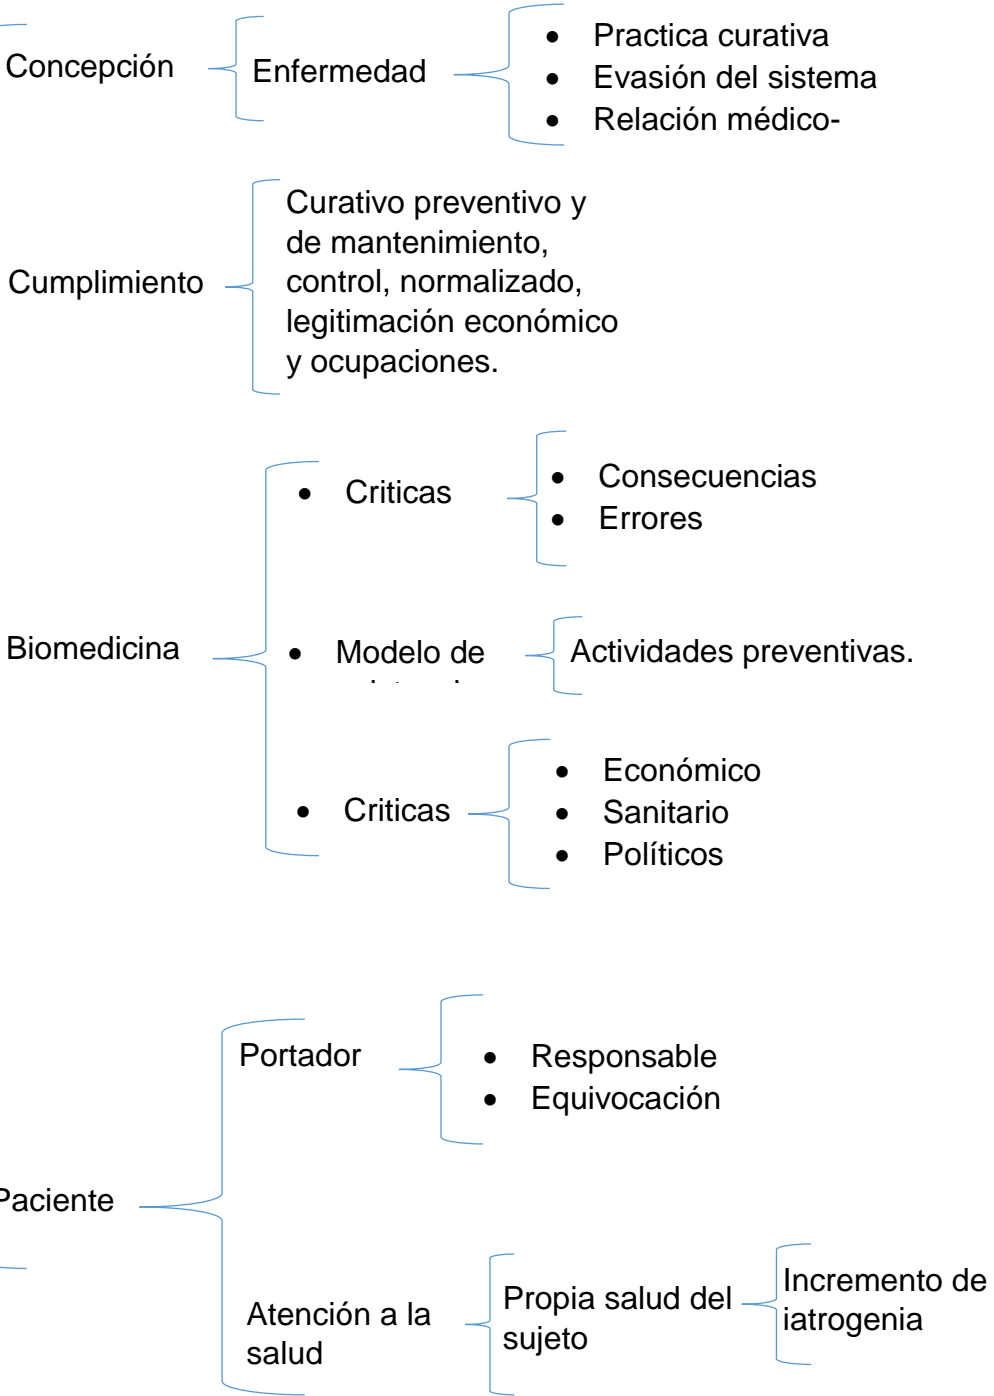 Concepción
Enfermedad
• Practica curativa
• Evasión del sistema
• Relación médico-
Cumplimiento
Curativo preventivo y
de mantenimiento,
control, normalizado,
legitimación económico
y ocupaciones.
Biomedicina
• Criticas
• Consecuencias
• Errores
• Modelo de
Actividades preventivas.
• Criticas
• Económico
• Sanitario
• Políticos
Paciente
Portador
• Responsable
• Equivocación
Atención a la
salud
Propia salud del
sujeto
Incremento de
iatrogenia